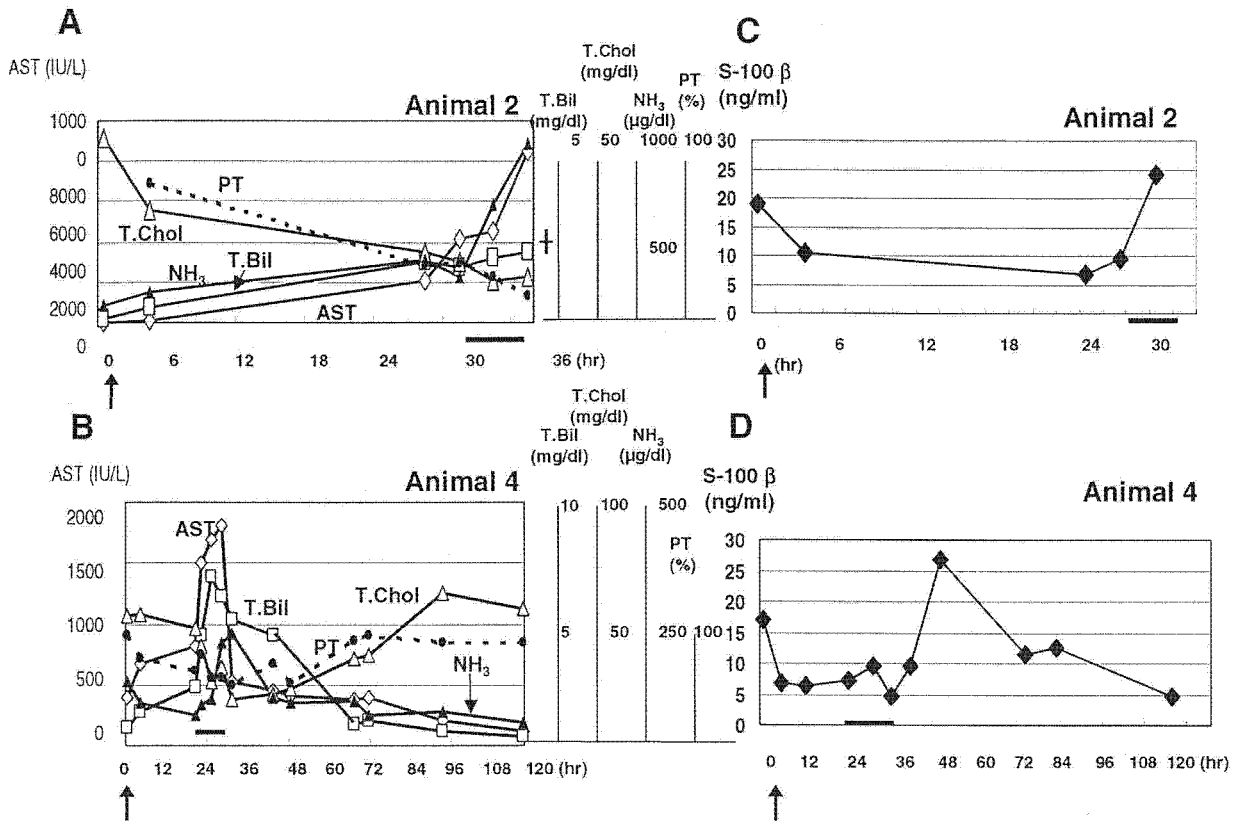 A
AST (IU/L)
Animal 2
1000
0
8000
6000
4000
2000
0
PT
T.Chol
NH3
T.Bil
AST
0 6 12 18 24 30 36 (hr)
T.Chol
(mg/dl)
T.Bil
(mg/dl)
NH3
(µg/dl)
PT
(%)
5 50 1000 100
500
C
S-100 β
(ng/ml)
Animal 2
30
25
20
15
10
5
0
0 6 12 18 24 30
(hr)
B
AST (IU/L)
Animal 4
2000
1500
1000
500
0
AST
T.Bil
T.Chol
PT
NH3
0 12 24 36 48 60 72 84 96 108 120 (hr)
T.Chol
(mg/dl)
T.Bil
(mg/dl)
NH3
(µg/dl)
10 100 500
PT
(%)
5 50 250 100
D
S-100 β
(ng/ml)
Animal 4
30
25
20
15
10
5
0
0 12 24 36 48 60 72 84 96 108 120 (hr)